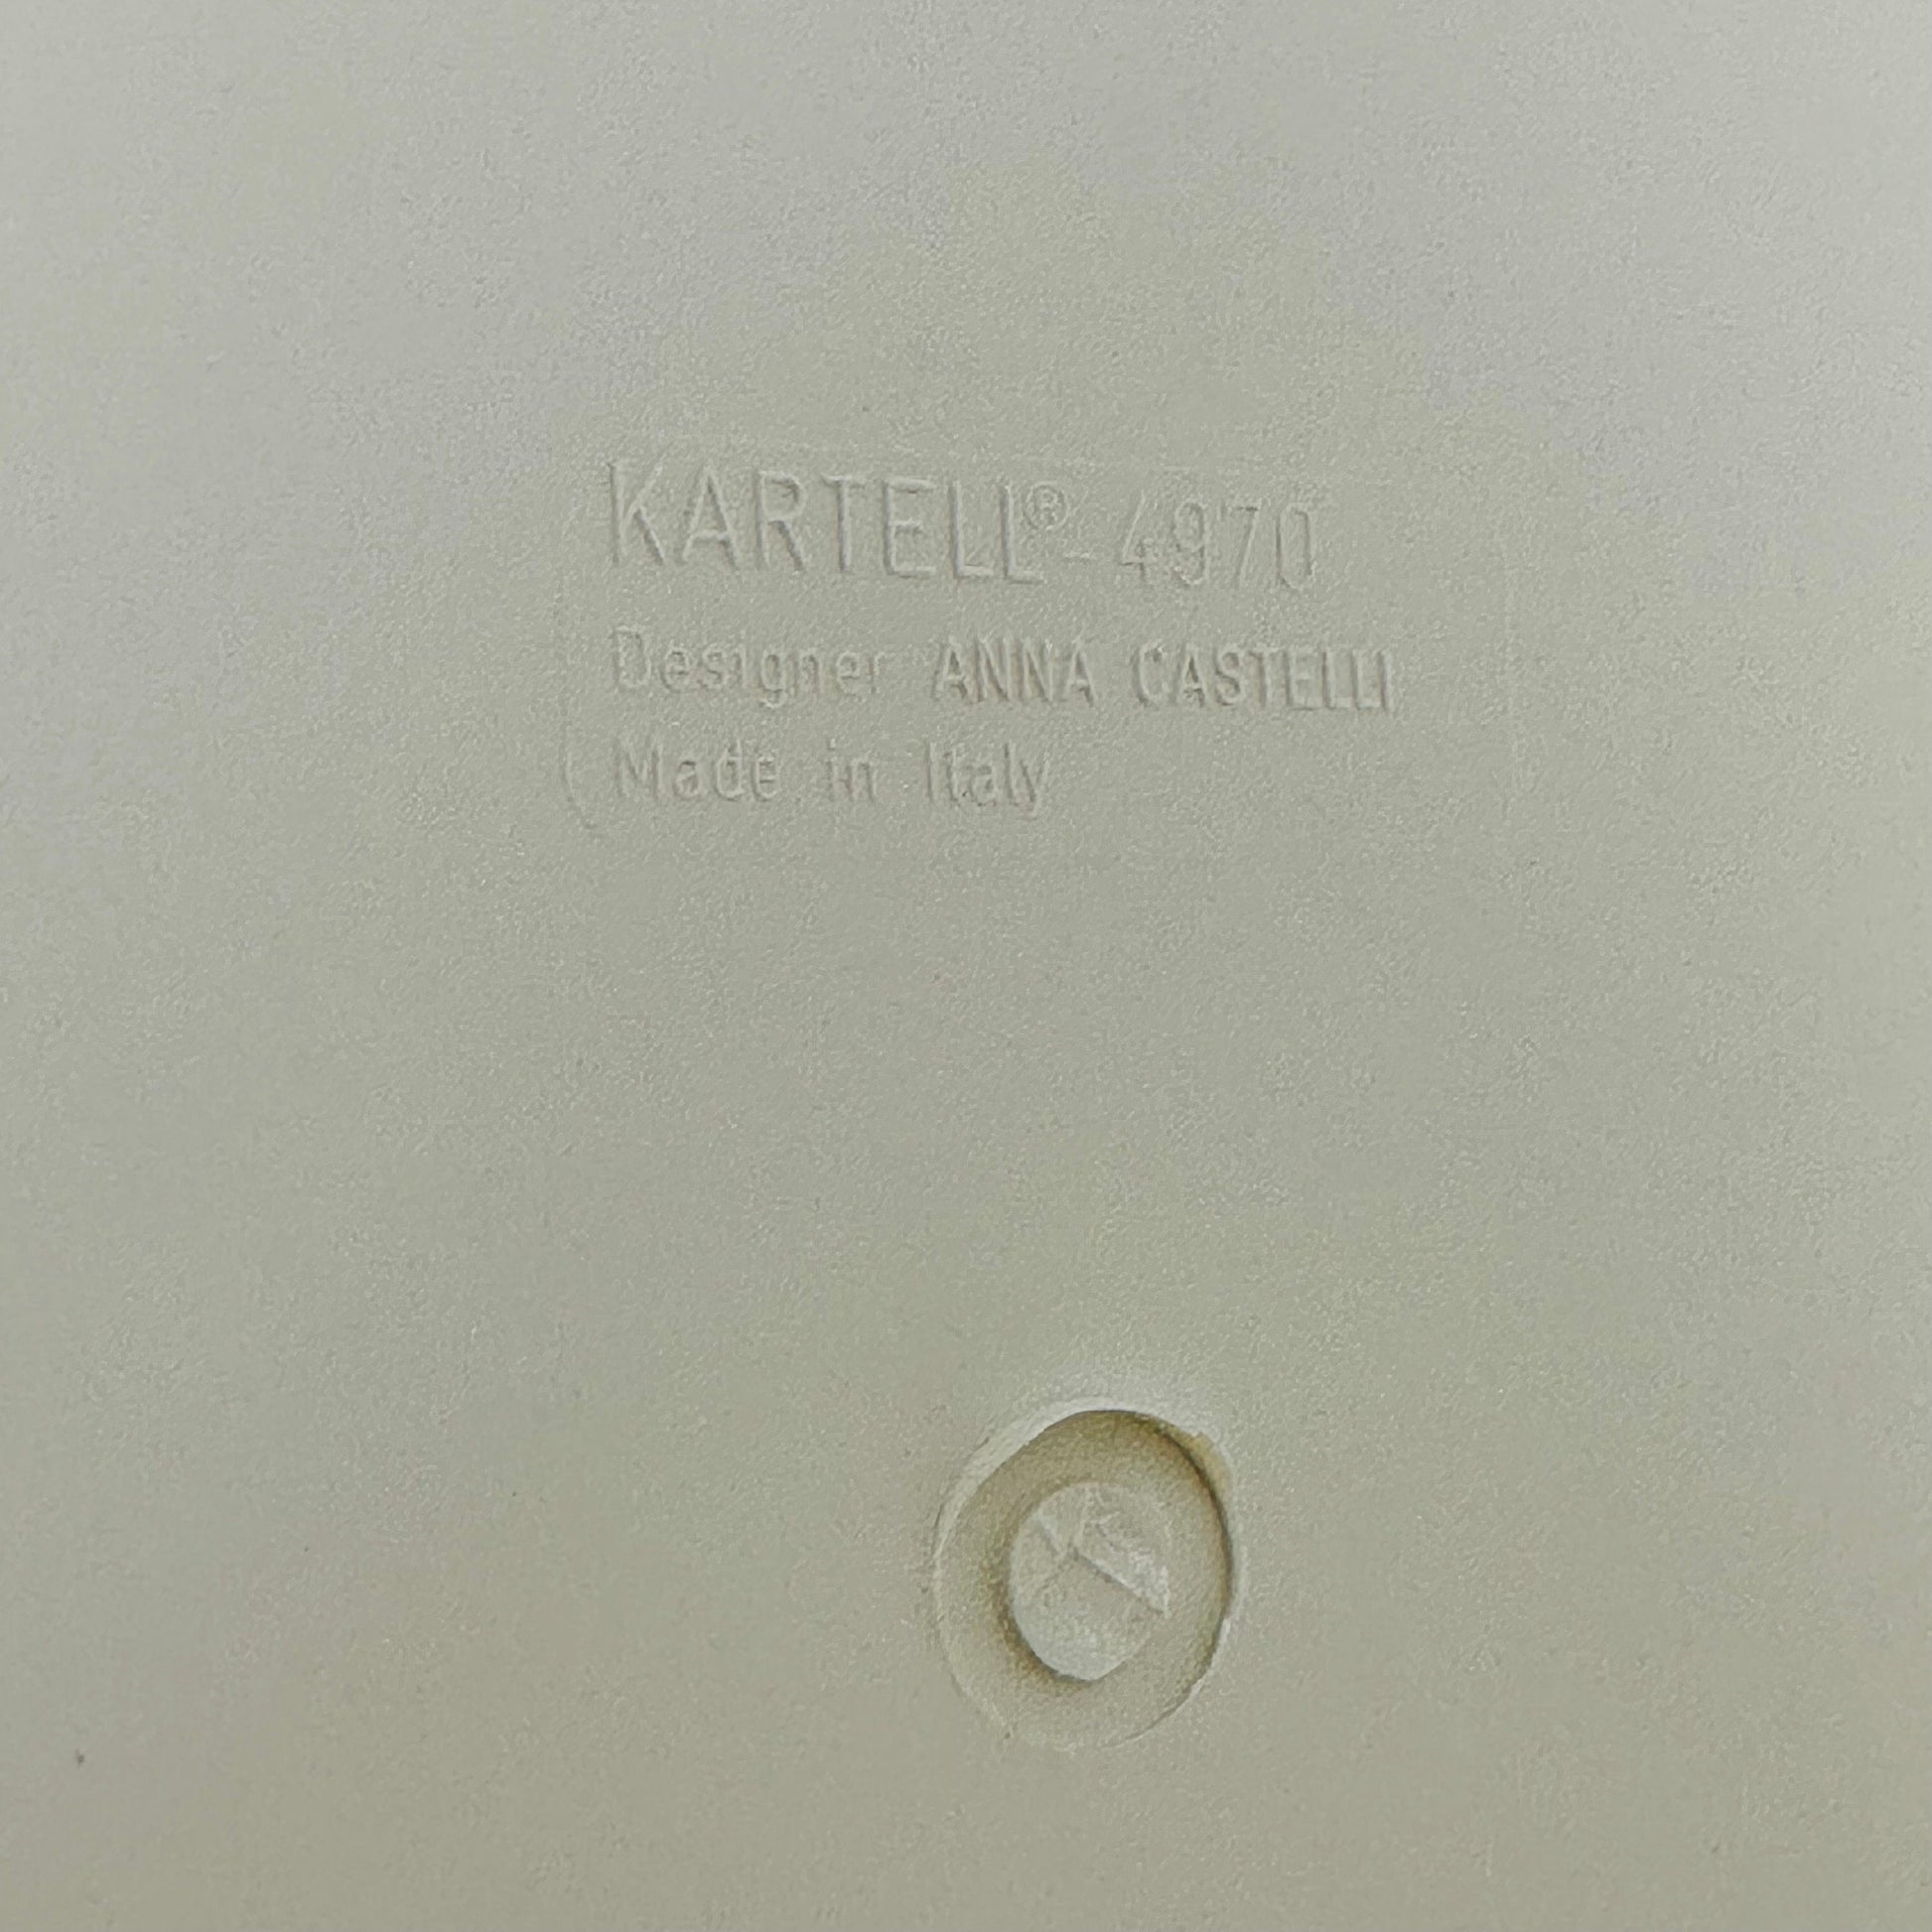 KARTELL® - 4970
Designer ANNA CASTELLI
Made in Italy